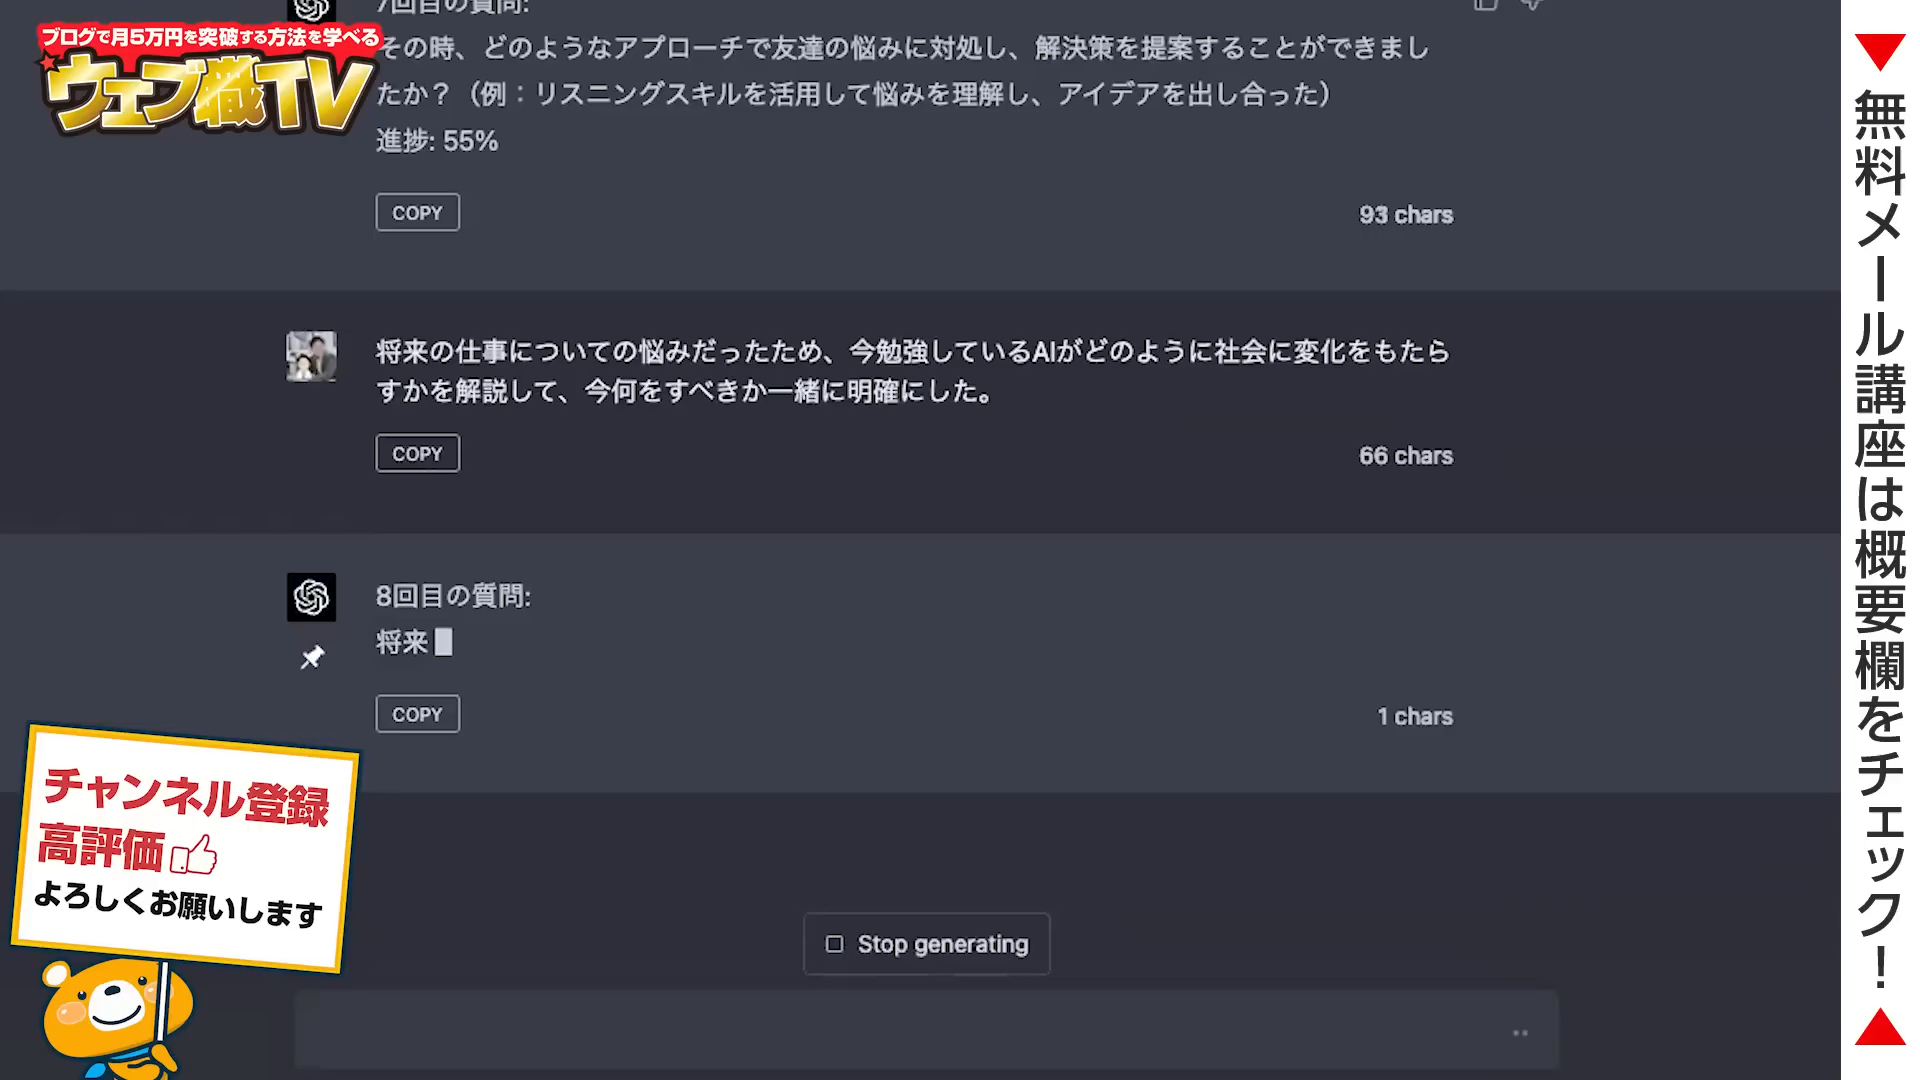 7回目の質問:
その時、どのようなアプローチで友達の悩みに対処し、解決策を提案することができまし
たか？（例：リスニングスキルを活用して悩みを理解し、アイデアを出し合った）
進捗: 55%
COPY
93 chars
将来の仕事についての悩みだったため、今勉強しているAIがどのように社会に変化をもたら
すかを解説して、今何をすべきか一緒に明確にした。
COPY
66 chars
8回目の質問:
将来
COPY
1 chars
Stop generating
ブログで月5万円を突破する方法を学べる
ウェブ職TV
チャンネル登録
高評価
よろしくお願いします
▼無料メール講座は概要欄をチェック！▲